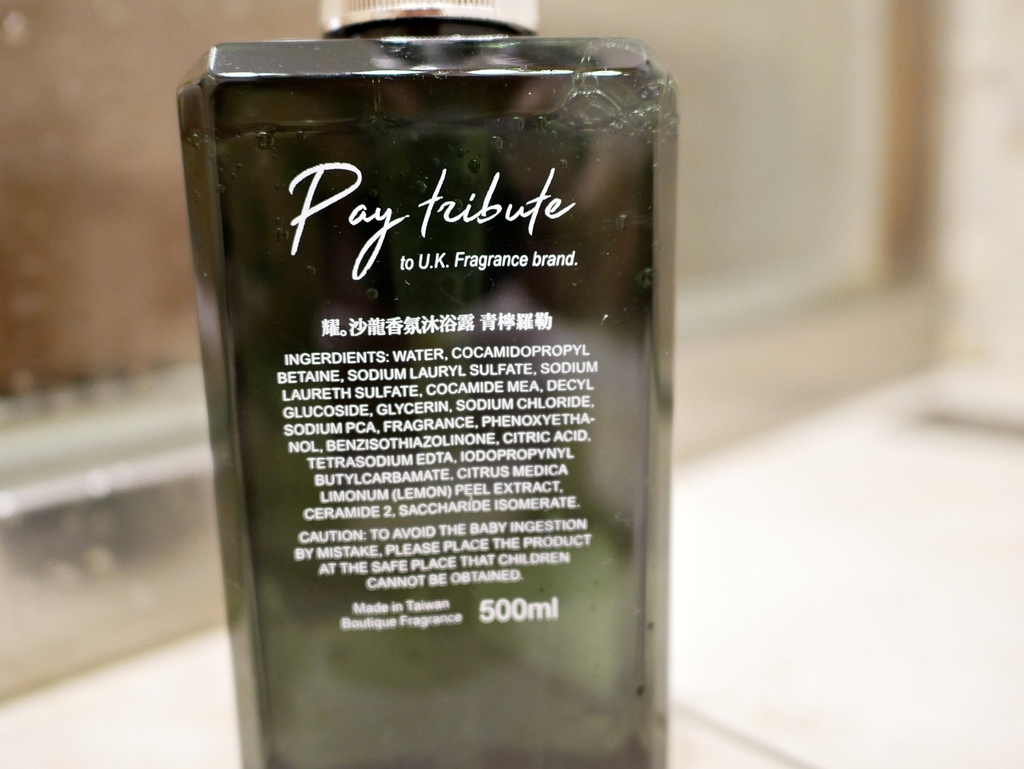 Pay tribute
to U.K. Fragrance brand.
耀。沙龍香氛沐浴露 青檸羅勒
INGERDIENTS: WATER, COCAMIDOPROPYL
BETAINE, SODIUM LAURYL SULFATE, SODIUM
LAURETH SULFATE, COCAMIDE MEA, DECYL
GLUCOSIDE, GLYCERIN, SODIUM CHLORIDE,
SODIUM PCA, FRAGRANCE, PHENOXYETHA-
NOL, BENZISOTHIAZOLINONE, CITRIC ACID,
TETRASODIUM EDTA, IODOPROPYNYL
BUTYLCARBAMATE, CITRUS MEDICA
LIMONUM (LEMON) PEEL EXTRACT,
CERAMIDE 2, SACCHARIDE ISOMERATE.
CAUTION: TO AVOID THE BABY INGESTION
BY MISTAKE, PLEASE PLACE THE PRODUCT
AT THE SAFE PLACE THAT CHILDREN
CANNOT BE OBTAINED.
Made in Taiwan
Boutique Fragrance
500ml